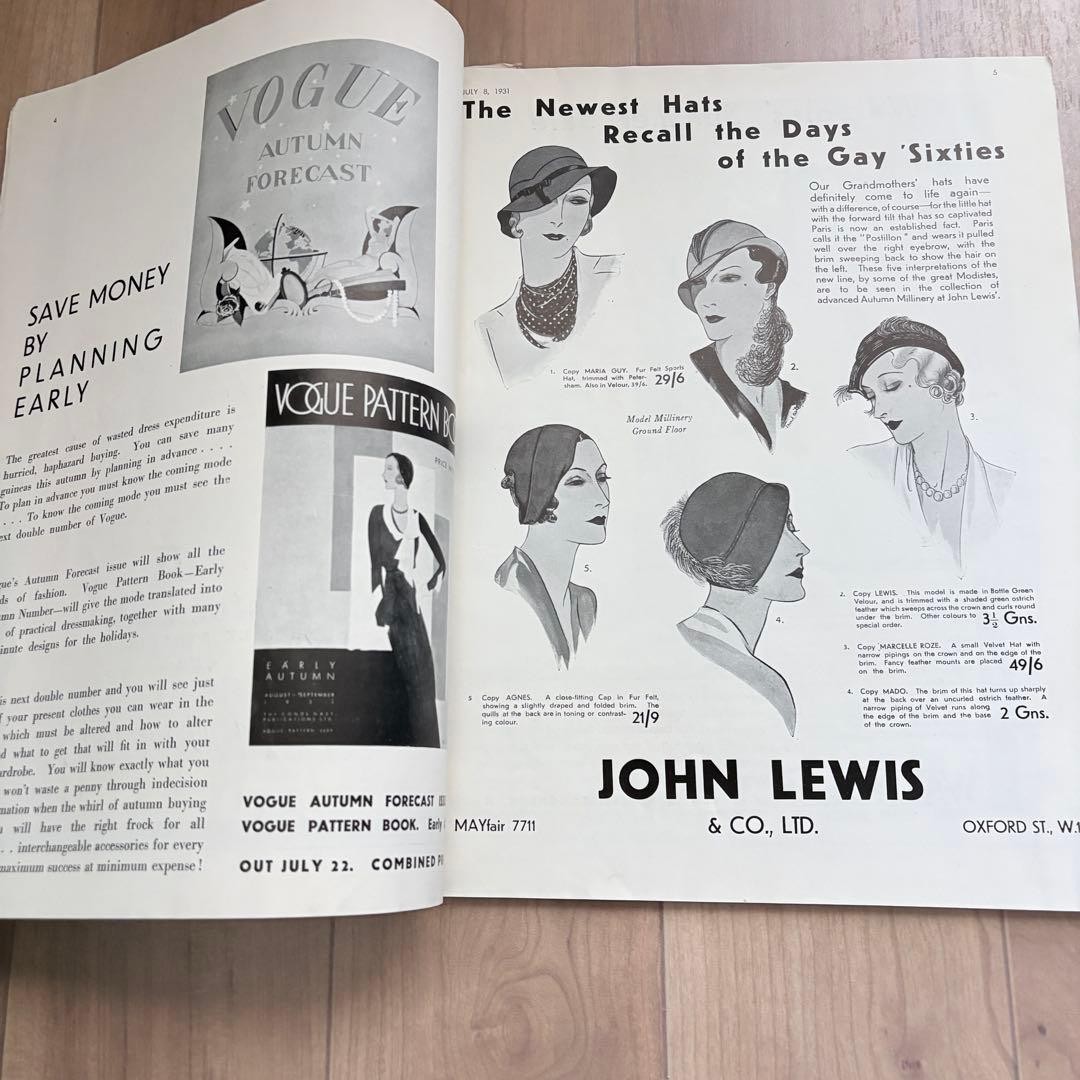 4
VOGUE
AUTUMN
FORECAST
SAVE MONEY
BY
PLANNING
EARLY
The greatest cause of wasted dress expenditure is
hurried, haphazard buying. You can save many
guineas this autumn by planning in advance . . .
To plan in advance you must know the coming mode
. . . . To know the coming mode you must see the
next double number of Vogue.
Autumn Forecast issue will show all the
of fashion. Vogue Pattern Book—Early
Number—will give the mode translated into
of practical dressmaking, together with many
minute designs for the holidays.
next double number and you will see just
your present clothes you can wear in the
which must be altered and how to alter
what to get that will fit in with your
You will know exactly what you
won't waste a penny through indecision
when the whirl of autumn buying
will have the right frock for all
. . interchangeable accessories for every
maximum success at minimum expense!
VOGUE PATTERN
PRICE
EARLY
AUTUMN
AUGUST-SEPTEMBER
1931
THE CONDE NAST
PUBLICATIONS LTD.
VOGUE AUTUMN FORECAST
VOGUE PATTERN BOOK. Early
OUT JULY 22. COMBINED
JULY 8, 1931
5
The Newest Hats
Recall the Days
of the Gay 'Sixties
Our Grandmothers' hats have
definitely come to life again—
with a difference, of course—for the little hat
with the forward tilt that has so captivated
Paris is now an established fact. Paris
calls it the "Postillon" and wears it pulled
well over the right eyebrow, with the
brim sweeping back to show the hair on
the left. These five interpretations of the
new line, by some of the great Modistes,
are to be seen in the collection of
advanced Autumn Millinery at John Lewis'.
1. Copy MARIA GUY. Fur Felt Sports
Hat, trimmed with Peter-
sham. Also in Velour, 39/6. 29/6
2.
3.
Model Millinery
Ground Floor
5.
4.
2. Copy LEWIS. This model is made in Bottle Green
Velour, and is trimmed with a shaded green ostrich
feather which sweeps across the crown and curls round
under the brim. Other colours to
special order. 3½ Gns.
3. Copy MARCELLE ROZE. A small Velvet Hat with
narrow pipings on the crown and on the edge of the
brim. Fancy feather mounts are placed
on the brim. 49/6
4. Copy MADO. The brim of this hat turns up sharply
at the back over an uncurled ostrich feather. A
narrow piping of Velvet runs along
the edge of the brim and the base
of the crown. 2 Gns.
5 Copy AGNES. A close-fitting Cap in Fur Felt,
showing a slightly draped and folded brim. The
quills at the back are in toning or contrast-
ing colour. 21/9
JOHN LEWIS
& CO., LTD.
MAYfair 7711
OXFORD ST., W.1